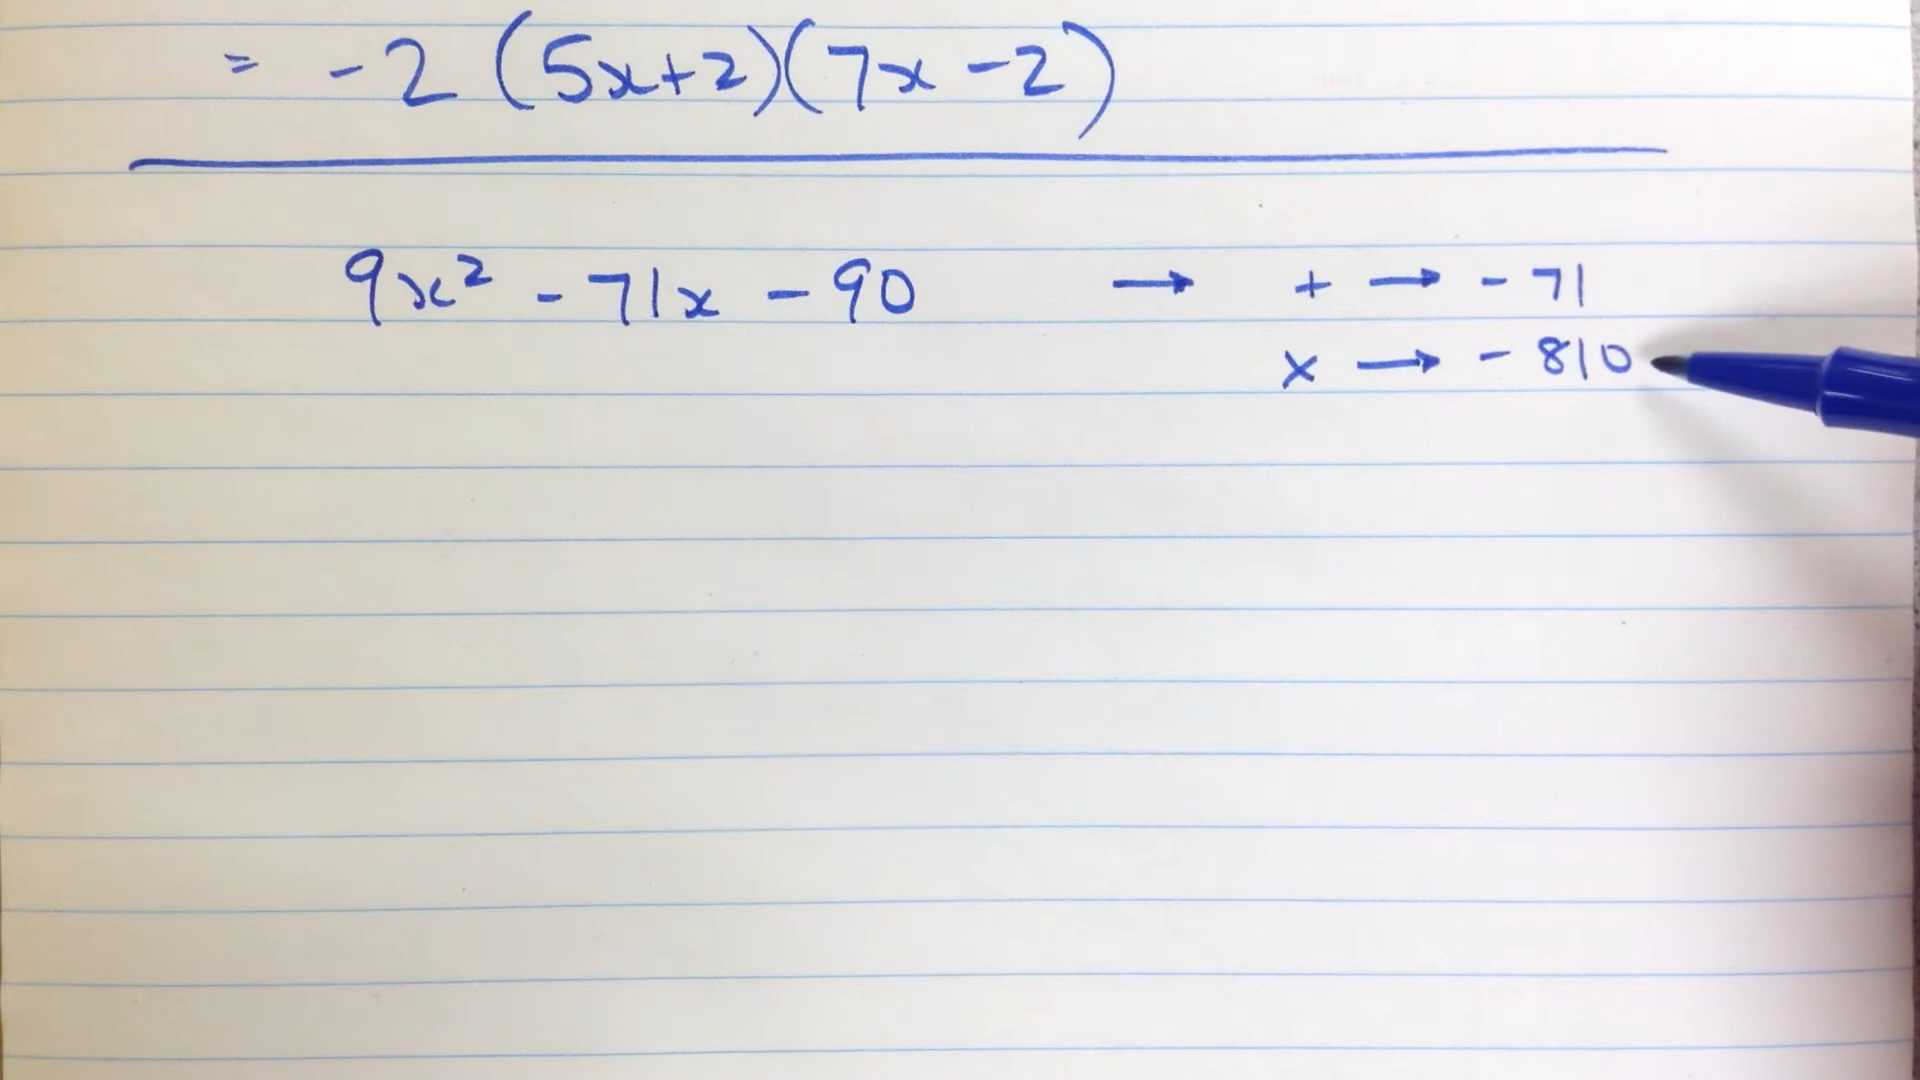 = -2 (5x+2)(7x-2)
9x² - 71x - 90 → + → - 71
x → - 810